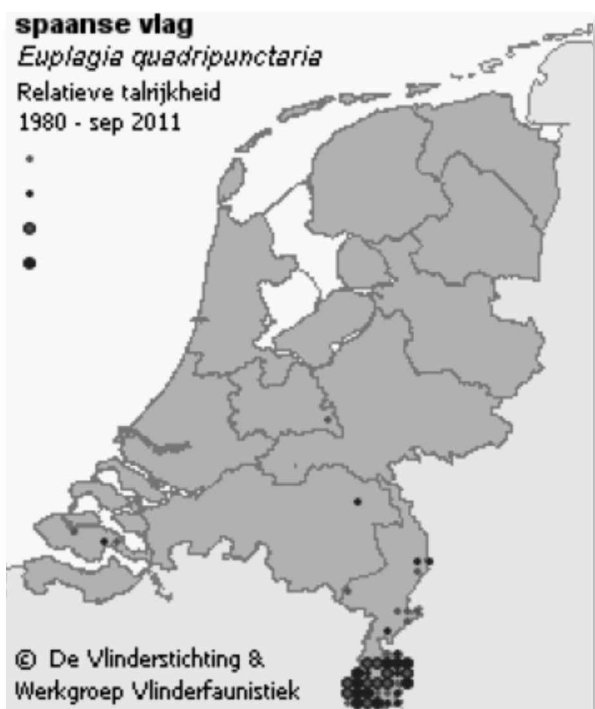 spaanse vlag
Euplagia quadripunctaria
Relatieve talrijkheid
1980 - sep 2011
© De Vlinderstichting &
Werkgroep Vlinderfaunistiek